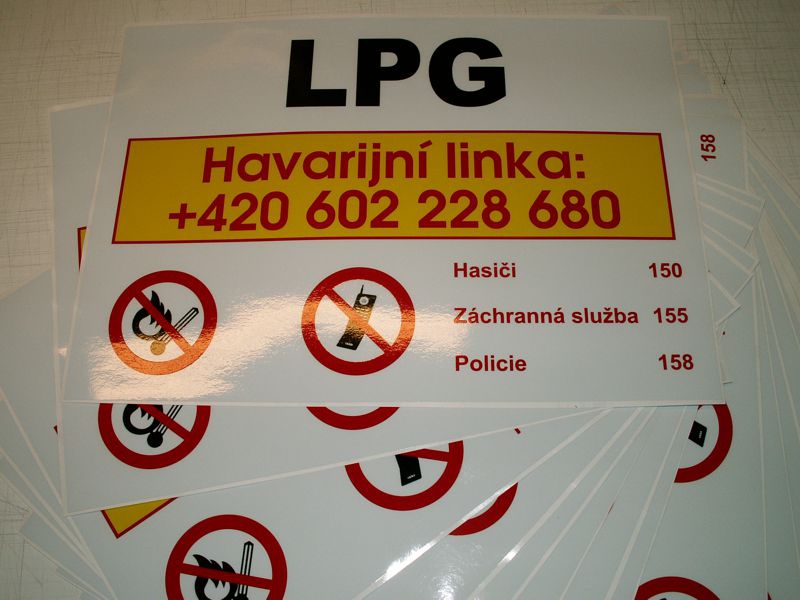 LPG
Havarijní linka:
+420 602 228 680
Hasiči 150
Záchranná služba 155
Policie 158
158